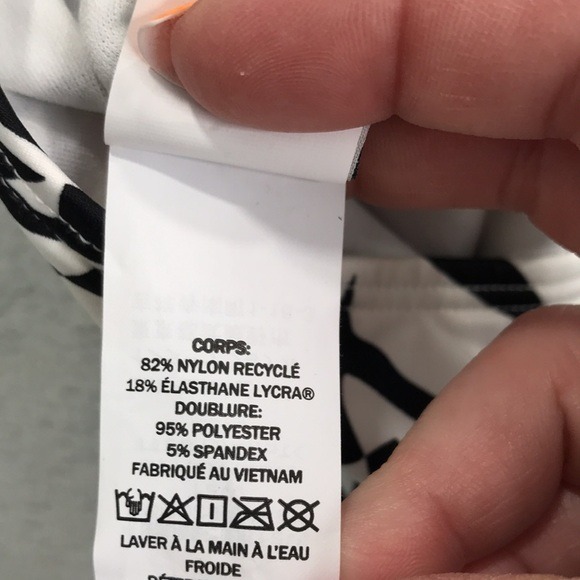 CORPS:
82% NYLON RECYCLÉ
18% ÉLASTHANE LYCRA®
DOUBLURE:
95% POLYESTER
5% SPANDEX
FABRIQUÉ AU VIETNAM
LAVER À LA MAIN À L'EAU
FROIDE